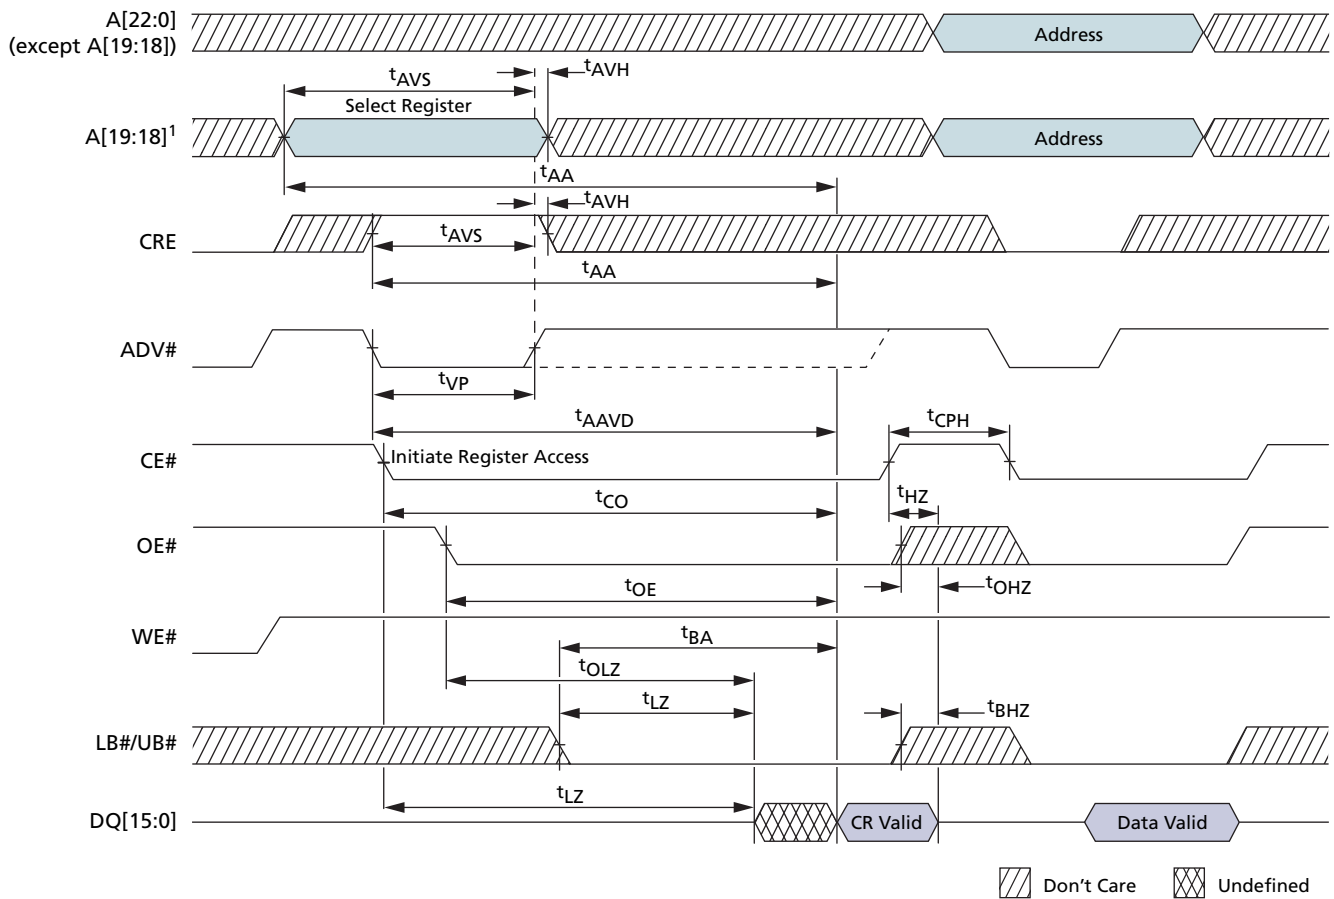 A[22:0]
(except A[19:18])
Address
tAVS
tAVH
Select Register
A[19:18]1
Address
tAA
tAVH
CRE
tAVS
tAA
ADV#
tVP
tAAVD
tCPH
CE#
Initiate Register Access
tCO
tHZ
OE#
tOE
tOHZ
WE#
tBA
tOLZ
tLZ
tBHZ
LB#/UB#
tLZ
DQ[15:0]
CR Valid
Data Valid
Don't Care
Undefined